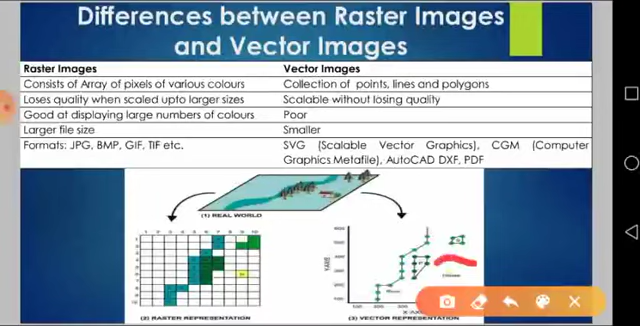 Differences between Raster Images
and Vector Images
Raster Images Vector Images
Consists of Array of pixels of various colours Collection of points, lines and polygons
Loses quality when scaled upto larger sizes Scalable without losing quality
Good at displaying large numbers of colours Poor
Larger file size Smaller
Formats: JPG, BMP, GIF, TIF etc. SVG (Scalable Vector Graphics), CGM (Computer
Graphics Metafile), AutoCAD DXF, PDF
(1) REAL WORLD
(2) RASTER REPRESENTATION
(3) VECTOR REPRESENTATION